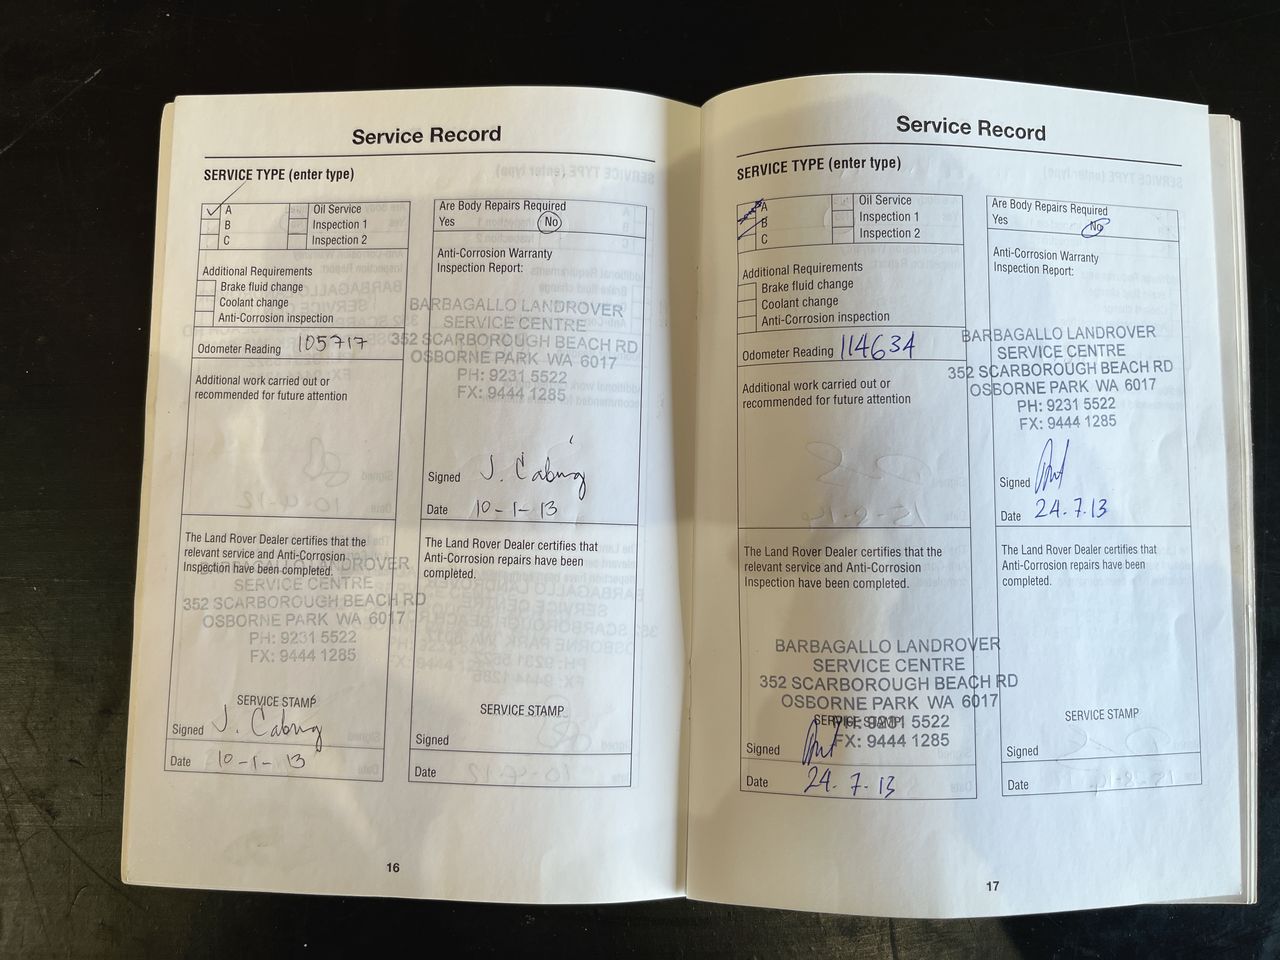 Service Record
SERVICE TYPE (enter type)
A
B
C
Oil Service
Inspection 1
Inspection 2
Additional Requirements
Brake fluid change
Coolant change
Anti-Corrosion inspection
Odometer Reading 105717
Additional work carried out or
recommended for future attention
The Land Rover Dealer certifies that the
relevant service and Anti-Corrosion
Inspection have been completed.
SERVICE CENTRE
352 SCARBOROUGH BEACH RD
OSBORNE PARK WA 6017
PH: 9231 5522
FX: 9444 1285
SERVICE STAMP
Signed
Date 10-1-13
Are Body Repairs Required
Yes No
Anti-Corrosion Warranty
Inspection Report:
BARBAGALLO LANDROVER
SERVICE CENTRE
352 SCARBOROUGH BEACH RD
OSBORNE PARK WA 6017
PH: 9231 5522
FX: 9444 1285
Signed
Date 10-1-13
The Land Rover Dealer certifies that
Anti-Corrosion repairs have been
completed.
SERVICE STAMP
Signed
Date
16
Service Record
SERVICE TYPE (enter type)
A
B
C
Oil Service
Inspection 1
Inspection 2
Additional Requirements
Brake fluid change
Coolant change
Anti-Corrosion inspection
Odometer Reading 114634
Additional work carried out or
recommended for future attention
The Land Rover Dealer certifies that the
relevant service and Anti-Corrosion
Inspection have been completed.
BARBAGALLO LANDROVER
SERVICE CENTRE
352 SCARBOROUGH BEACH RD
OSBORNE PARK WA 6017
PH: 9231 5522
FX: 9444 1285
SERVICE STAMP
Signed
Date 24.7.13
Are Body Repairs Required
Yes No
Anti-Corrosion Warranty
Inspection Report:
BARBAGALLO LANDROVER
SERVICE CENTRE
352 SCARBOROUGH BEACH RD
OSBORNE PARK WA 6017
PH: 9231 5522
FX: 9444 1285
Signed
Date 24.7.13
The Land Rover Dealer certifies that
Anti-Corrosion repairs have been
completed.
SERVICE STAMP
Signed
Date
17